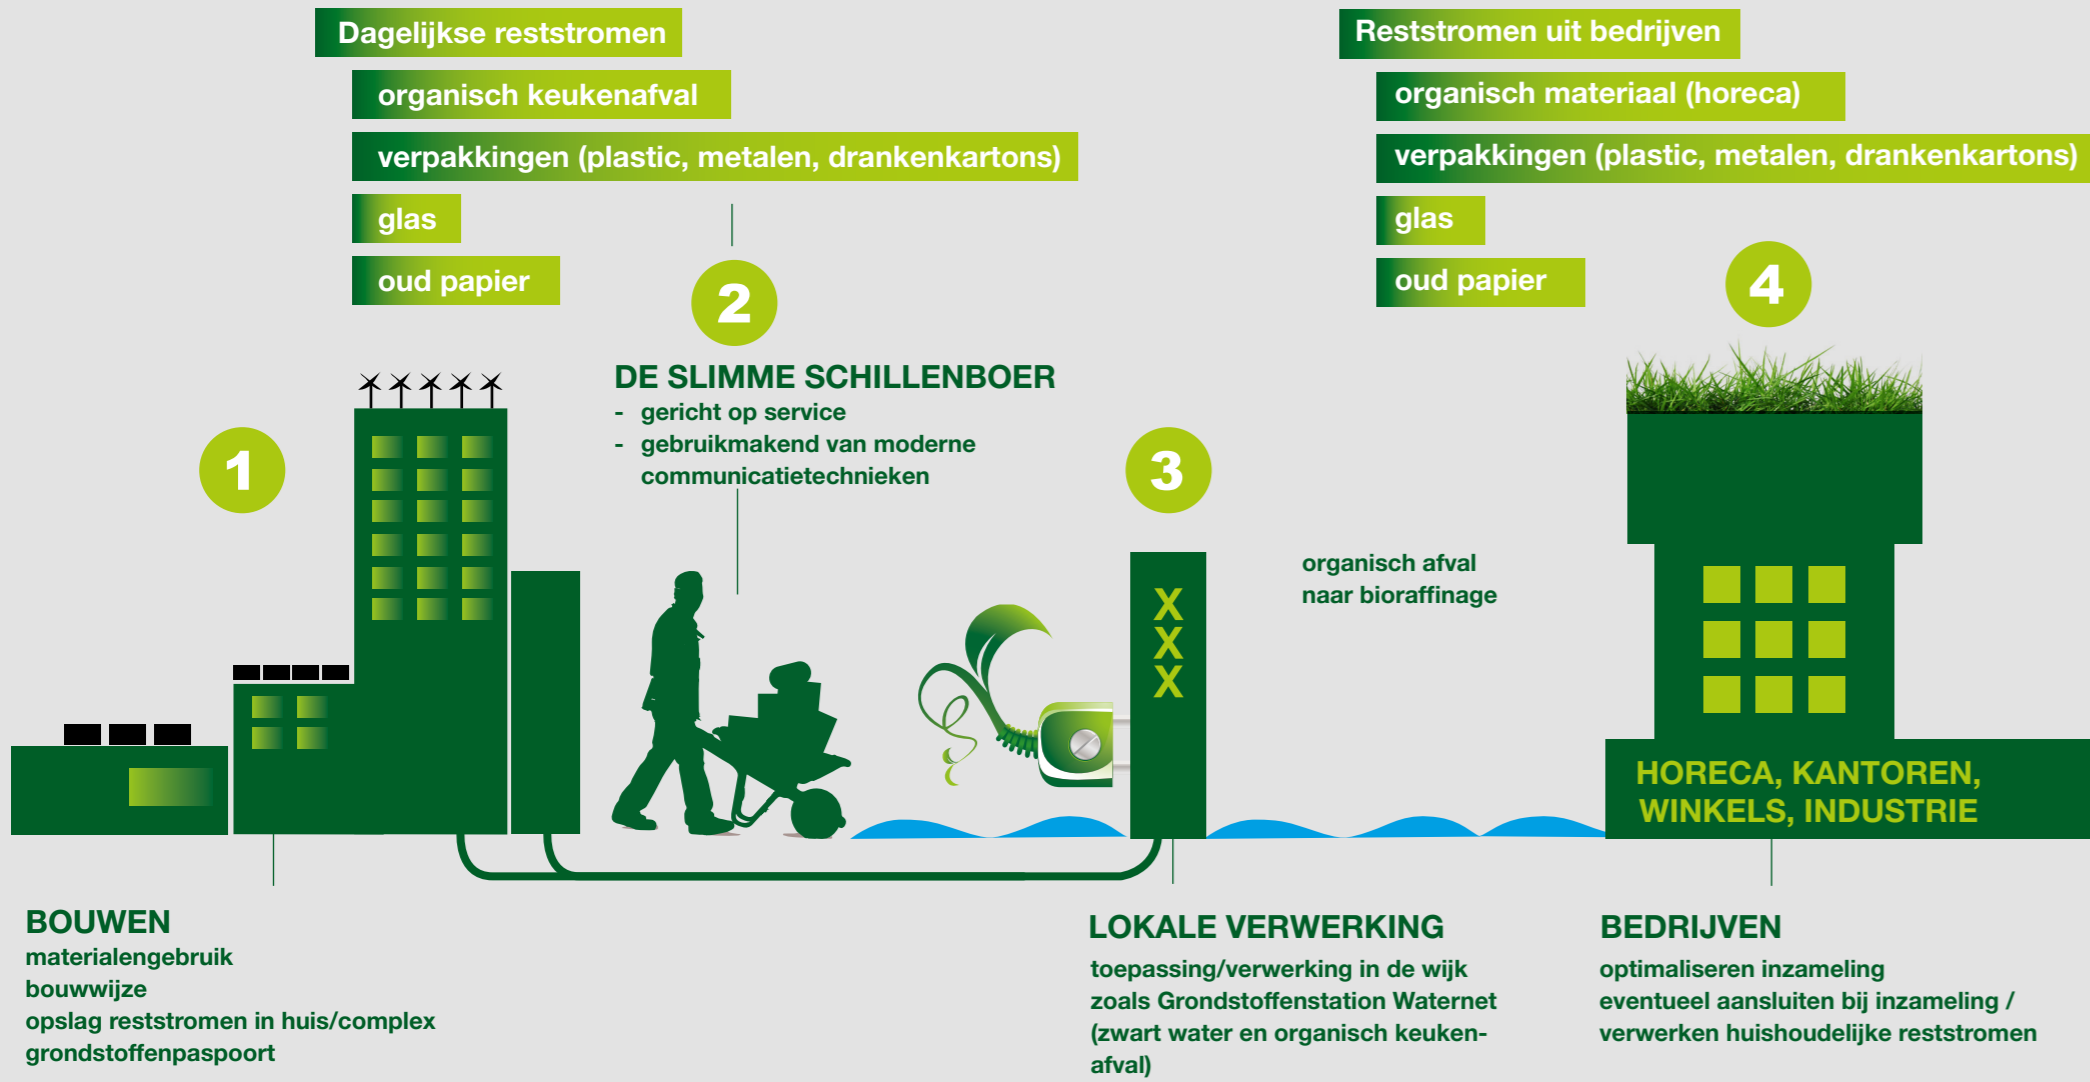 Dagelijkse reststromen
organisch keukenafval
verpakkingen (plastic, metalen, drankenkartons)
glas
oud papier
Reststromen uit bedrijven
organisch materiaal (horeca)
verpakkingen (plastic, metalen, drankenkartons)
glas
oud papier
1
2
DE SLIMME SCHILLENBOER
- gericht op service
- gebruikmakend van moderne
communicatietechnieken
3
X
X
X
organisch afval
naar bioraffinage
4
HORECA, KANTOREN,
WINKELS, INDUSTRIE
BOUWEN
materialengebruik
bouwwijze
opslag reststromen in huis/complex
grondstoffenpaspoort
LOKALE VERWERKING
toepassing/verwerking in de wijk
zoals Grondstoffenstation Waternet
(zwart water en organisch keuken-
afval)
BEDRIJVEN
optimaliseren inzameling
eventueel aansluiten bij inzameling /
verwerken huishoudelijke reststromen